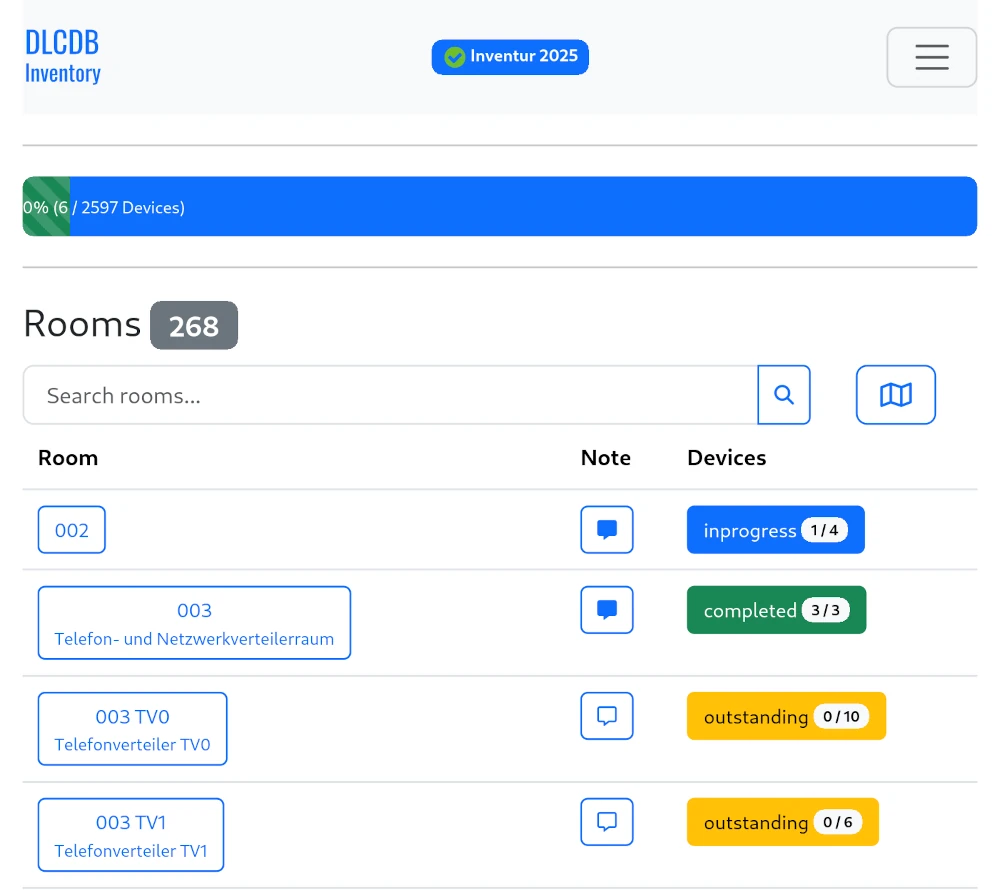 DLCDB
Inventory
Inventur 2025
0% (6 / 2597 Devices)
Rooms 268
Search rooms...
Room Note Devices
002 inprogress 1 / 4
003 completed 3 / 3
Telefon- und Netzwerkverteilerraum
003 TV0 outstanding 0 / 10
Telefonverteiler TV0
003 TV1 outstanding 0 / 6
Telefonverteiler TV1